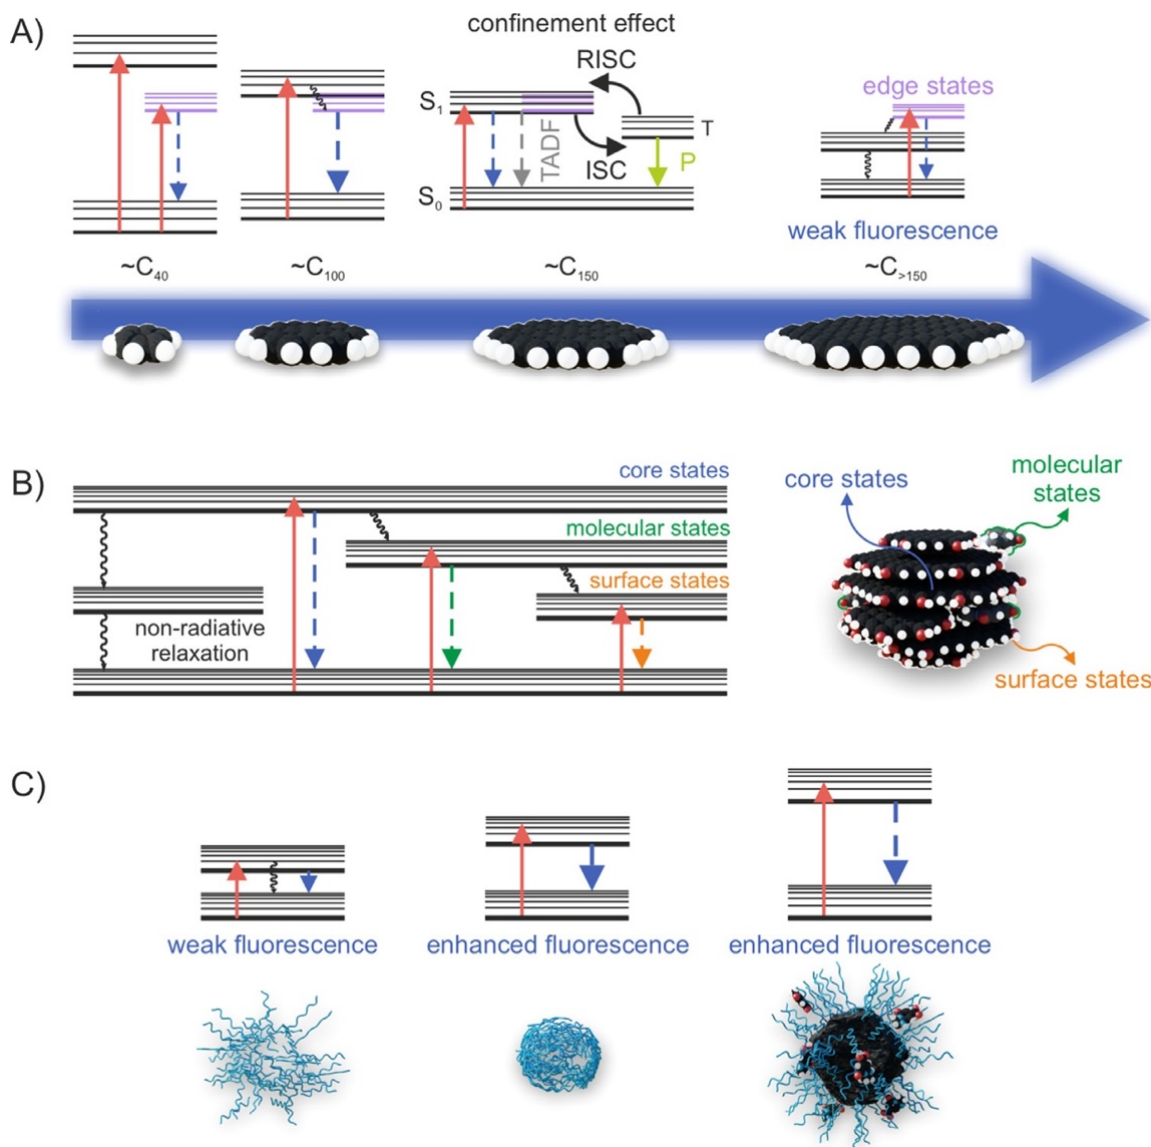 A)
confinement effect
RISC
edge states
S₁
T
TADF
ISC
P
S₀
weak fluorescence
~C₄₀
~C₁₀₀
~C₁₅₀
~C>₁₅₀
B)
core states
molecular states
surface states
non-radiative
relaxation
core states
molecular
states
surface states
C)
weak fluorescence
enhanced fluorescence
enhanced fluorescence